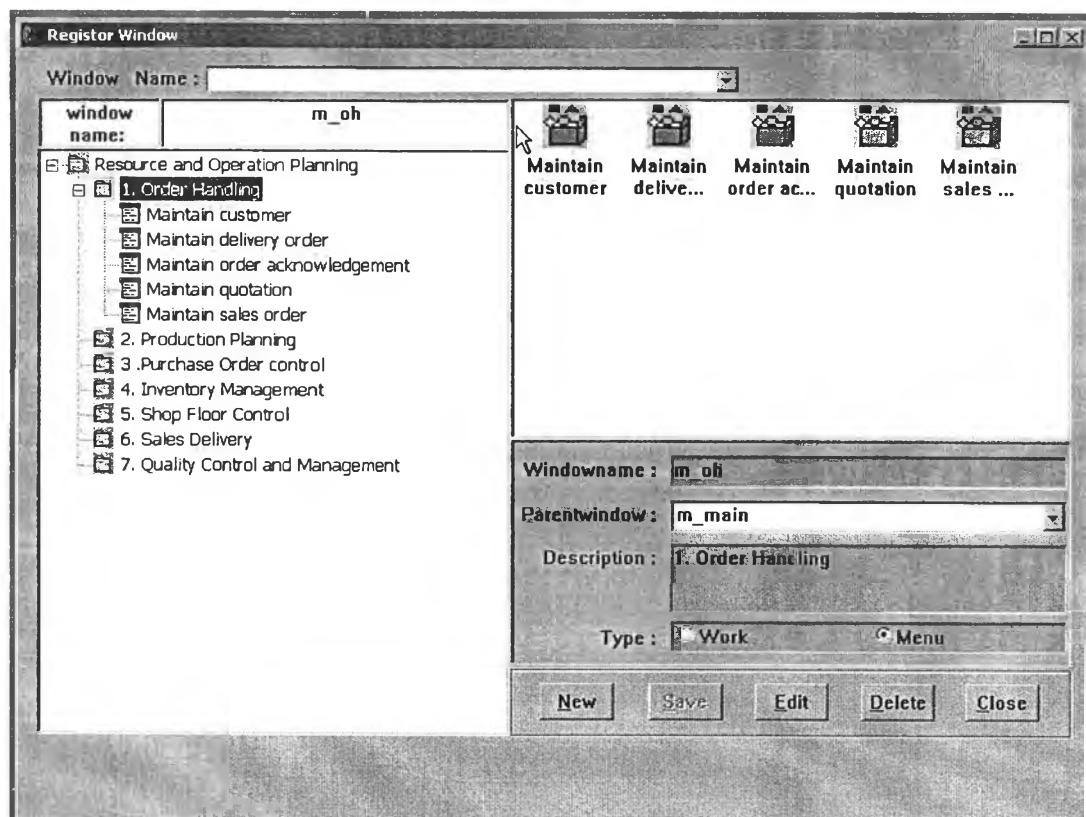 Registor Window
Window Name :
window name:
m_oh
Resource and Operation Planning
1. Order Handling
Maintain customer
Maintain delivery order
Maintain order acknowledgement
Maintain quotation
Maintain sales order
2. Production Planning
3 .Purchase Order control
4. Inventory Management
5. Shop Floor Control
6. Sales Delivery
7. Quality Control and Management
Maintain customer
Maintain delive...
Maintain order ac...
Maintain quotation
Maintain sales ...
Windowname : m_oh
Parentwindow : m_main
Description : 1. Order Handling
Type : Work Menu
New Save Edit Delete Close